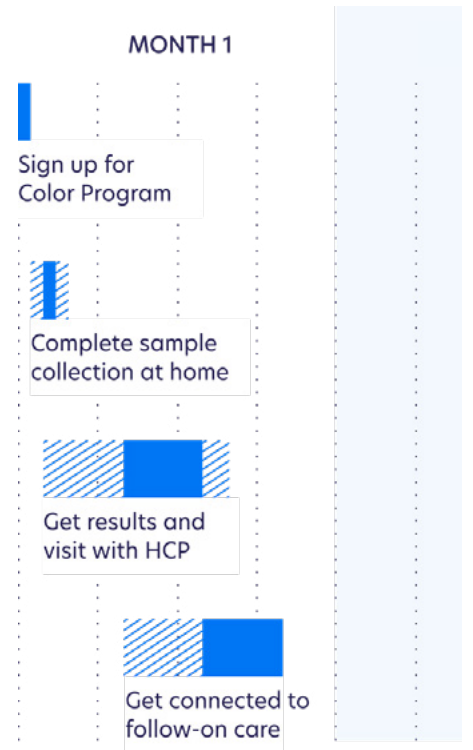 MONTH 1
Sign up for
Color Program
Complete sample
collection at home
Get results and
visit with HCP
Get connected to
follow-on care